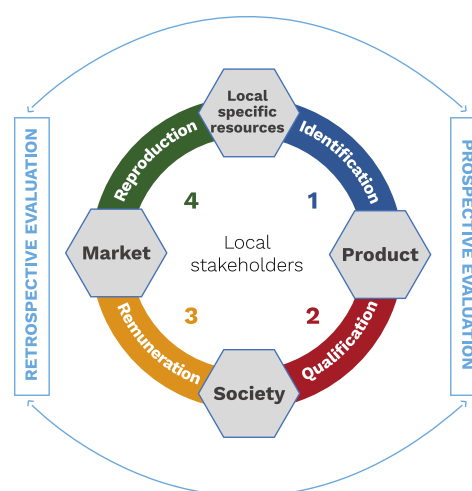 Local
specific
resources
Reproduction
Identification
4
1
RETROSPECTIVE EVALUATION
PROSPECTIVE EVALUATION
Market
Local
stakeholders
Product
3
2
Remuneration
Qualification
Society